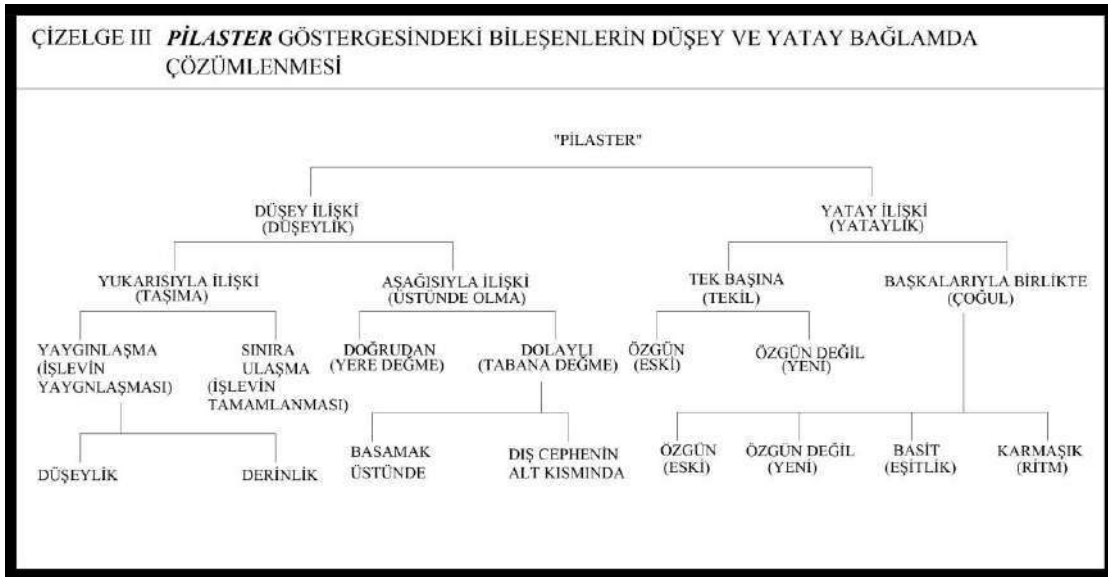 ÇİZELGE III PİLASTER GÖSTERGESİNDEKİ BİLEŞENLERİN DÜŞEY VE YATAY BAĞLAMDA
ÇÖZÜMLENMESİ
"PİLASTER"
DÜŞEY İLİŞKİ
(DÜŞEYLİK)
YATAY İLİŞKİ
(YATAYLIK)
YUKARISIYLA İLİŞKİ
(TAŞIMA)
AŞAĞISIYLA İLİŞKİ
(ÜSTÜNDE OLMA)
TEK BAŞINA
(TEKİL)
BAŞKALARIYLA BİRLİKTE
(ÇOĞUL)
YAYGINLAŞMA
(İŞLEVİN
YAYGNLAŞMASI)
SINIRA
ULAŞMA
(İŞLEVİN
TAMAMLANMASI)
DOĞRUDAN
(YERE DEĞME)
DOLAYLI
(TABANA DEĞME)
ÖZGÜN
(ESKİ)
ÖZGÜN DEĞİL
(YENİ)
DÜŞEYLİK
DERİNLİK
BASAMAK
ÜSTÜNDE
DIŞ CEPHENİN
ALT KISMINDA
ÖZGÜN
(ESKİ)
ÖZGÜN DEĞİL
(YENİ)
BASİT
(EŞİTLİK)
KARMAŞIK
(RİTM)